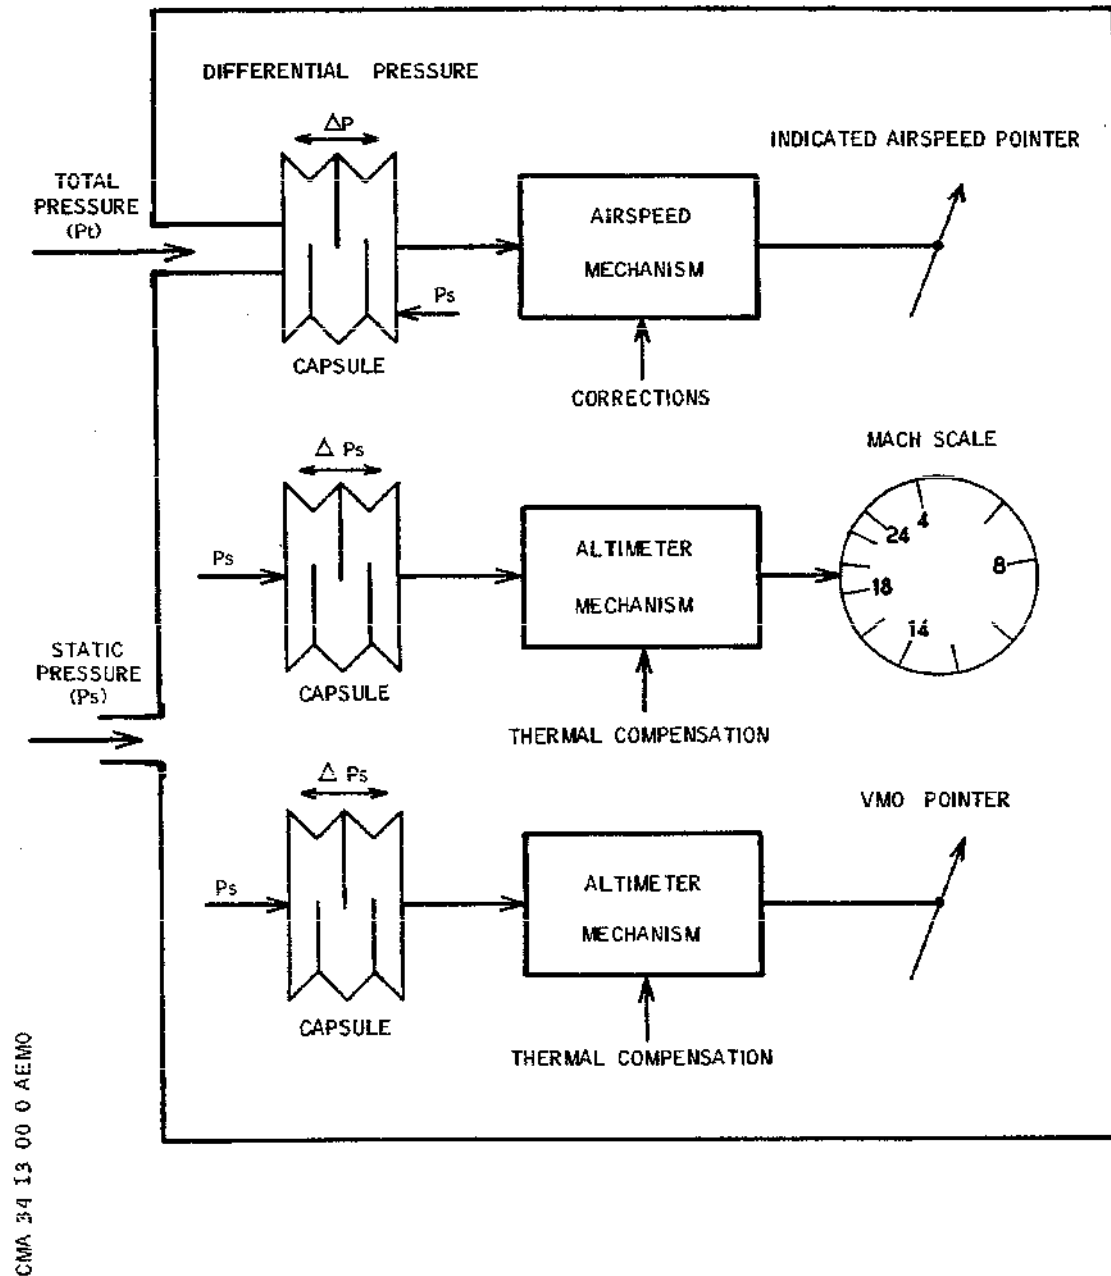 DIFFERENTIAL PRESSURE
ΔP
INDICATED AIRSPEED POINTER
TOTAL
PRESSURE
(Pt)
AIRSPEED
MECHANISM
Ps
CAPSULE
CORRECTIONS
MACH SCALE
Δ Ps
4
24
8
18
14
Ps
ALTIMETER
MECHANISM
STATIC
PRESSURE
(Ps)
CAPSULE
THERMAL COMPENSATION
Δ Ps
VMO POINTER
Ps
ALTIMETER
MECHANISM
CAPSULE
THERMAL COMPENSATION
CMA 34 13 00 0 AEMO